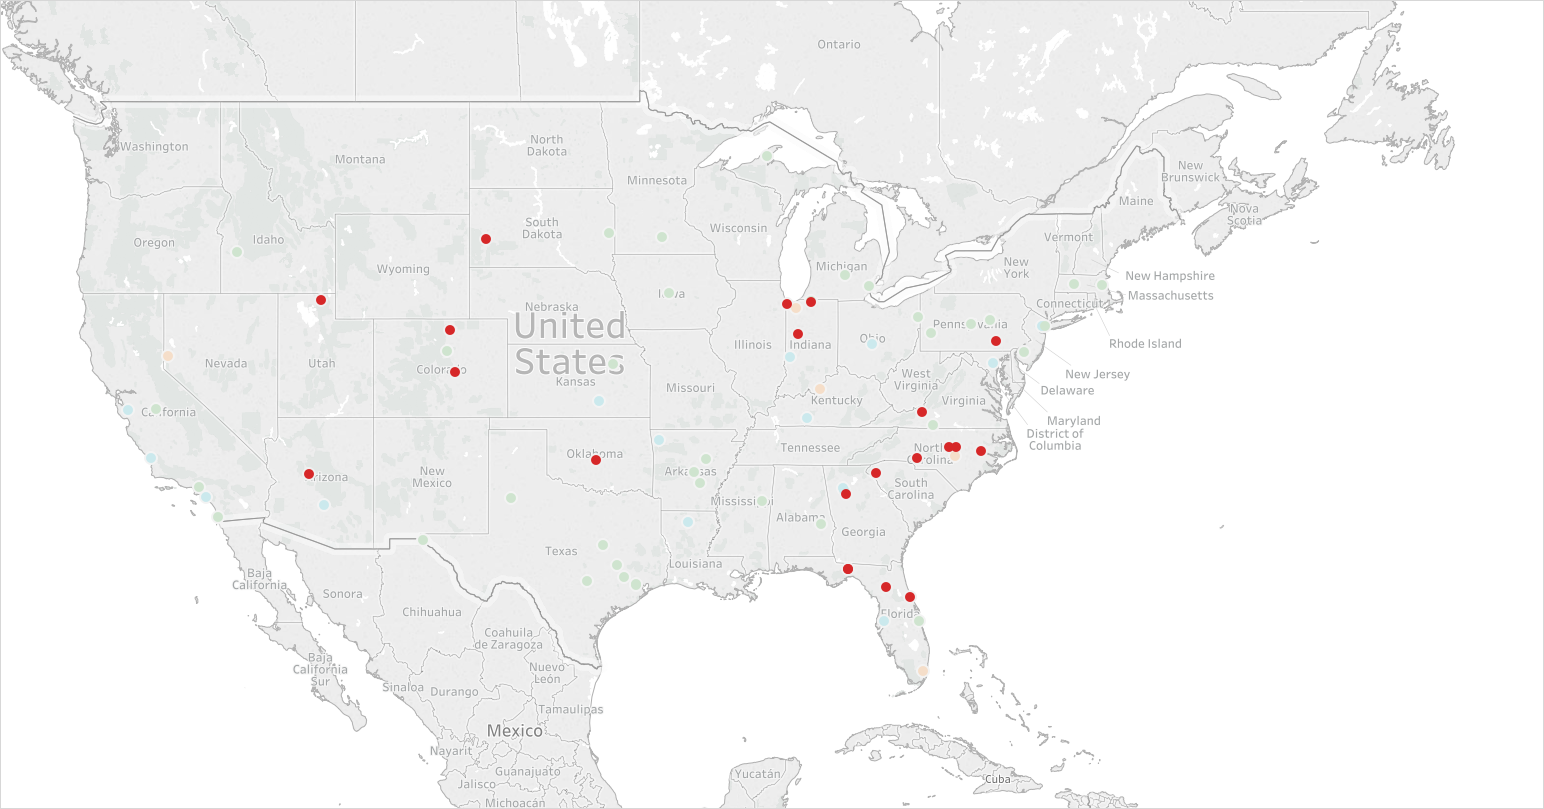 Ontario
Washington
Montana
North
Dakota
Minnesota
New
Brunswick
Maine
Nova
Scotia
Oregon
Idaho
South
Dakota
Wisconsin
Vermont
Wyoming
Michigan
New
York
New Hampshire
Massachusetts
Connecticut
Iowa
Nebraska
United
States
Pennsylvania
Rhode Island
Nevada
Utah
Colorado
Kansas
Illinois
Indiana
Ohio
New Jersey
Delaware
West
Virginia
Missouri
Kentucky
Virginia
California
Maryland
District of
Columbia
Tennessee
North
Carolina
Oklahoma
Arkansas
Arizona
New
Mexico
South
Carolina
Mississippi
Alabama
Georgia
Texas
Louisiana
Baja
California
Sonora
Chihuahua
Florida
Coahuila
de Zaragoza
Baja
California
Sur
Nuevo
León
Sinaloa
Durango
Tamaulipas
Mexico
Nayarit
Guanajuato
Jalisco
Michoacán
Yucatán
Cuba